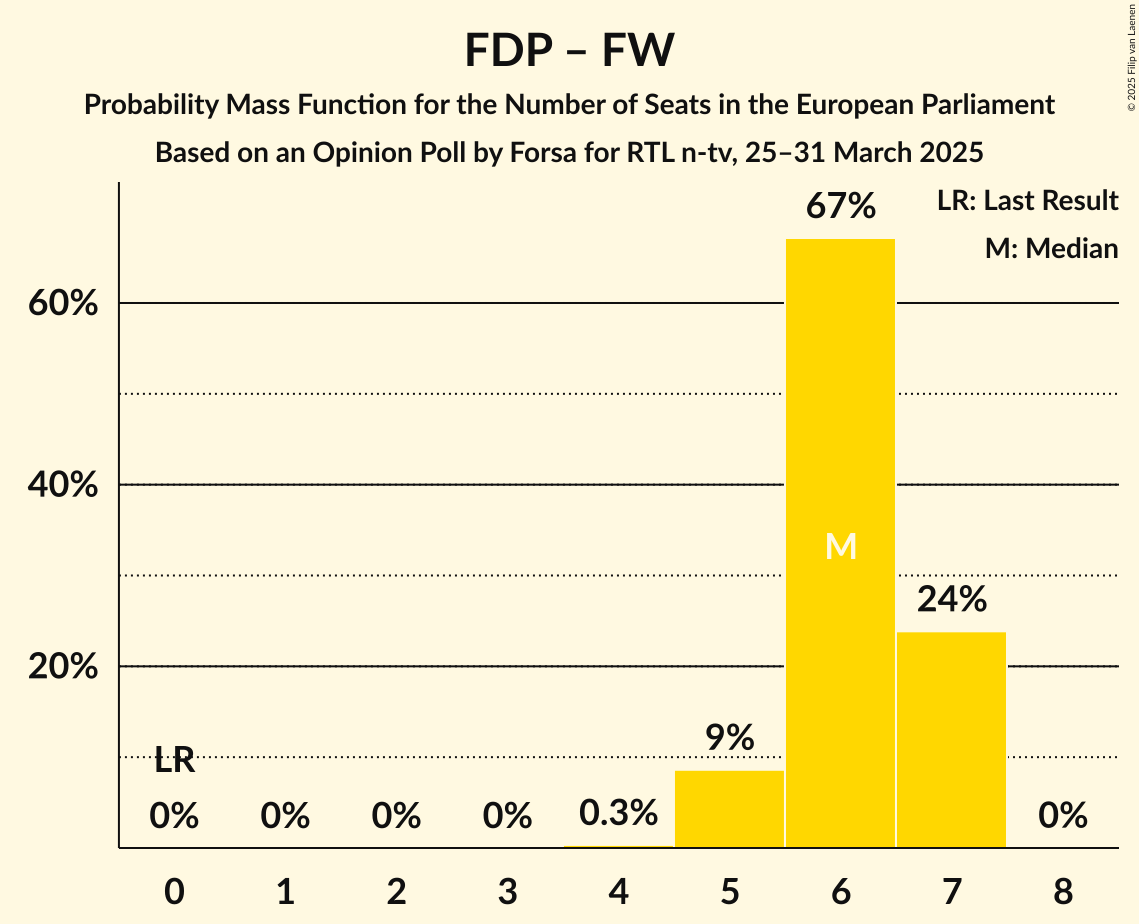 FDP – FW
Probability Mass Function for the Number of Seats in the European Parliament
Based on an Opinion Poll by Forsa for RTL n-tv, 25–31 March 2025
© 2025 Filip van Laenen
LR: Last Result
M: Median
67%
60%
40%
M
24%
20%
9%
LR
0% 0% 0% 0% 0.3% 0%
0 1 2 3 4 5 6 7 8